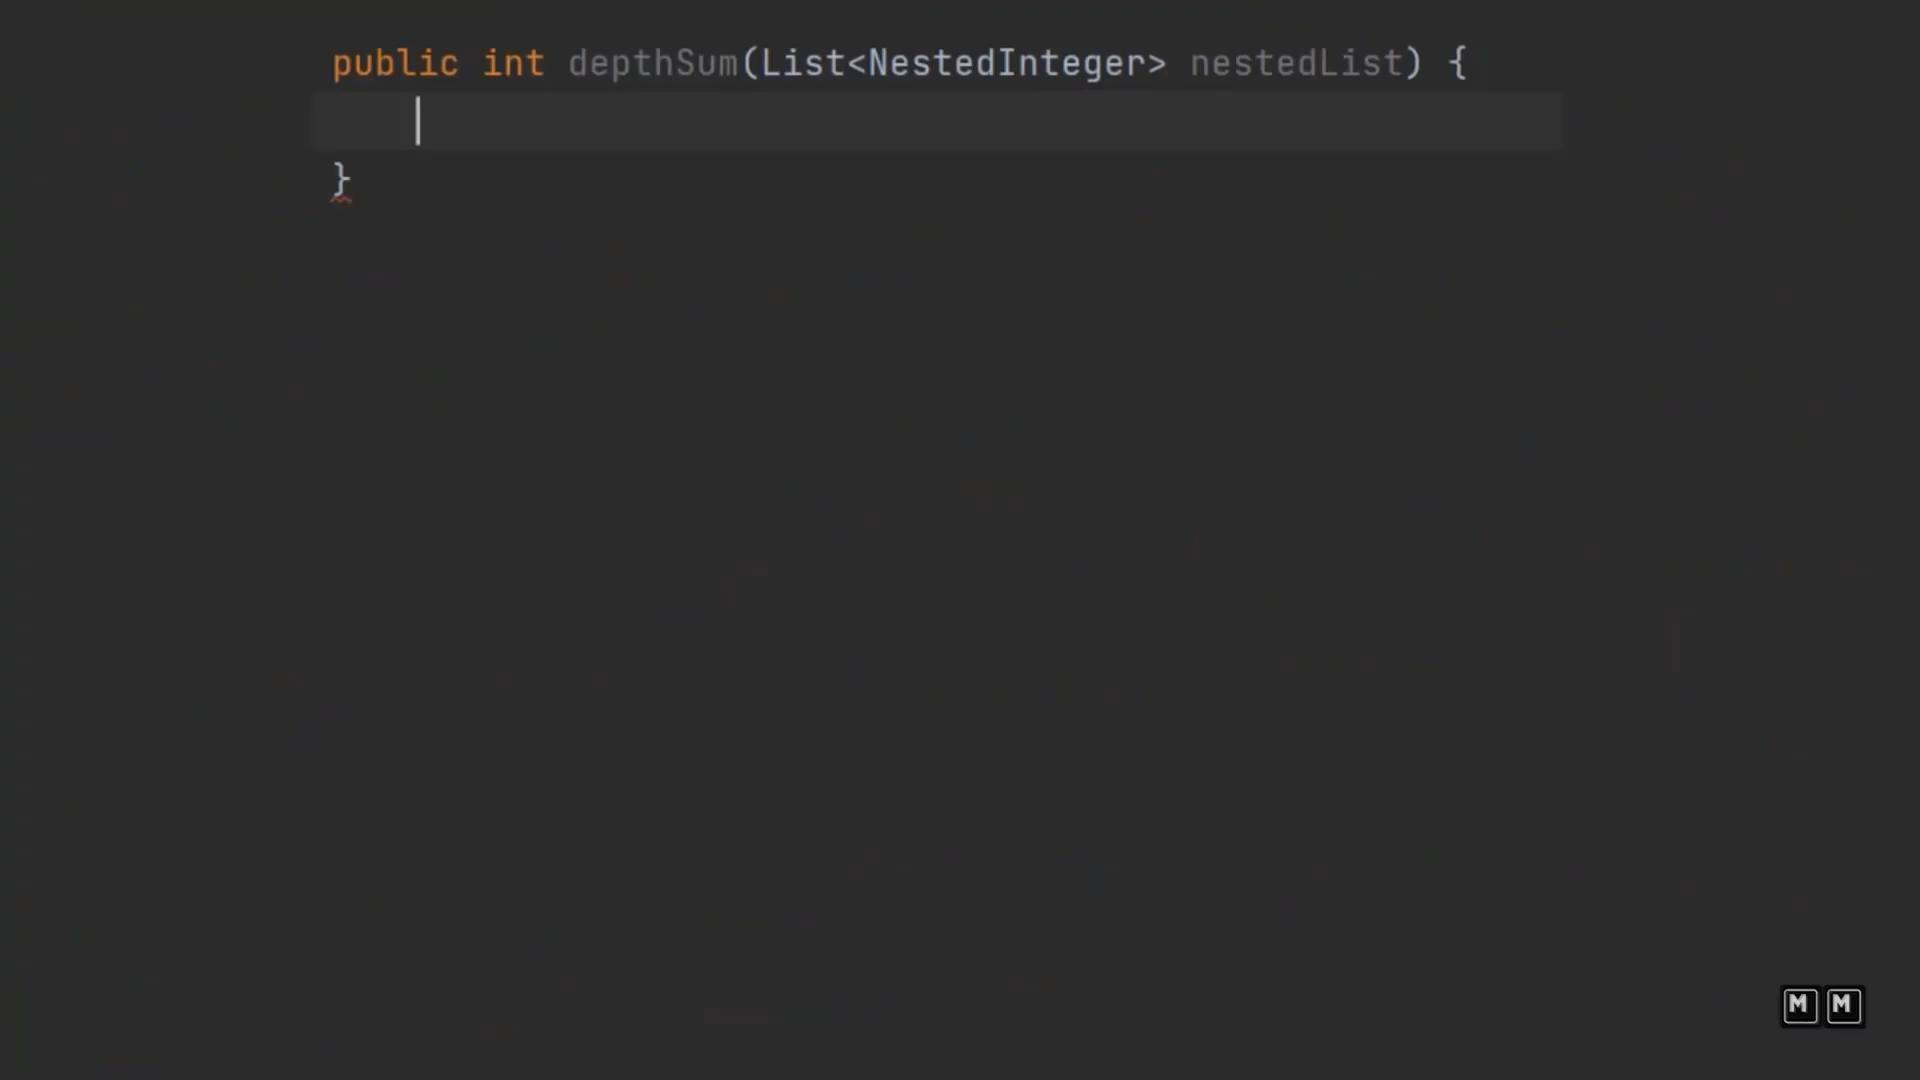 public int depthSum(List<NestedInteger> nestedList) {
}
M M